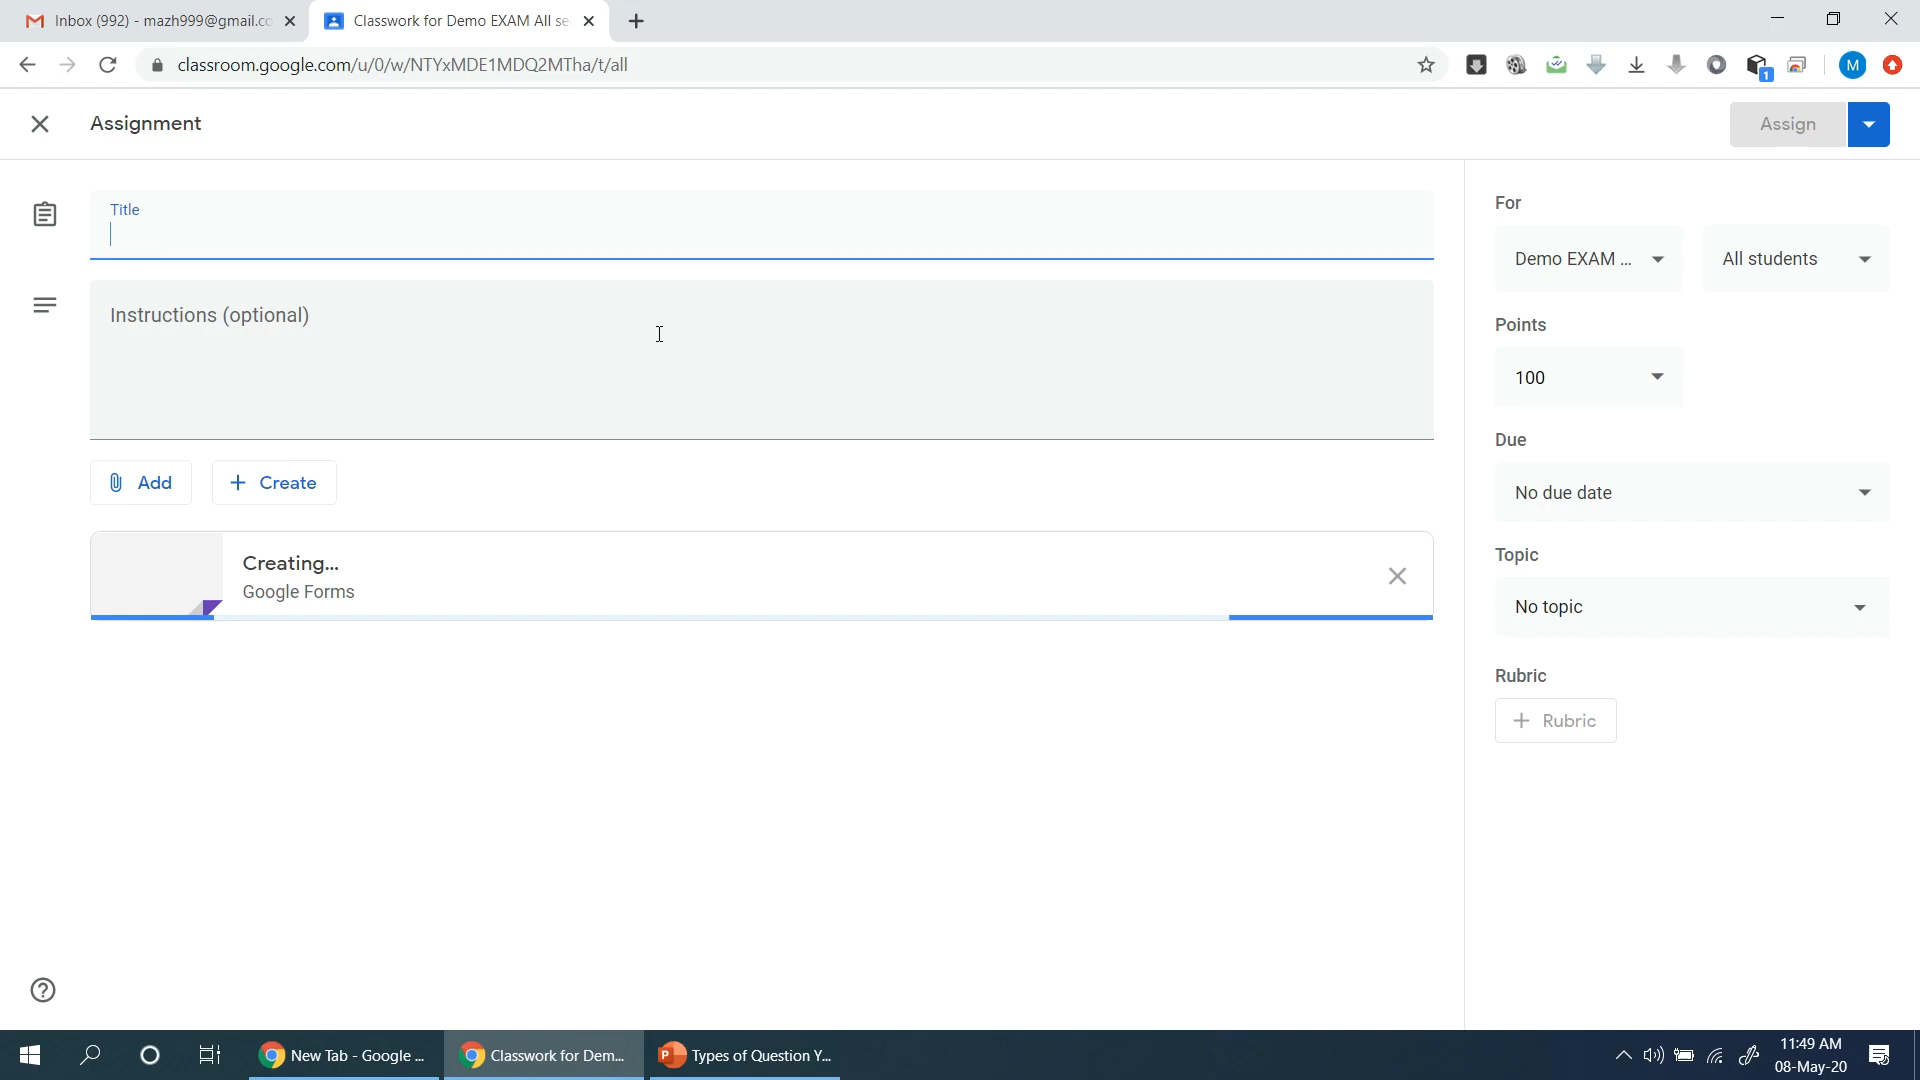 Inbox (992) - mazh999@gmail.co
Classwork for Demo EXAM All se
classroom.google.com/u/0/w/NTYxMDE1MDQ2MTha/t/all
M
1
Assignment
Assign
Title
Instructions (optional)
Add
Create
Creating...
Google Forms
For
Demo EXAM ...
All students
Points
100
Due
No due date
Topic
No topic
Rubric
Rubric
New Tab - Google ...
Classwork for Dem...
P
Types of Question Y...
11:49 AM
08-May-20